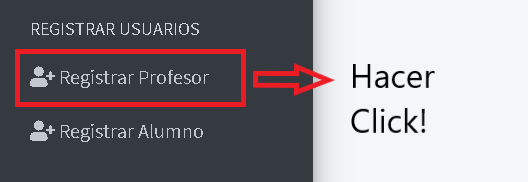 REGISTRAR USUARIOS
Registrar Profesor
Registrar Alumno
Hacer
Click!